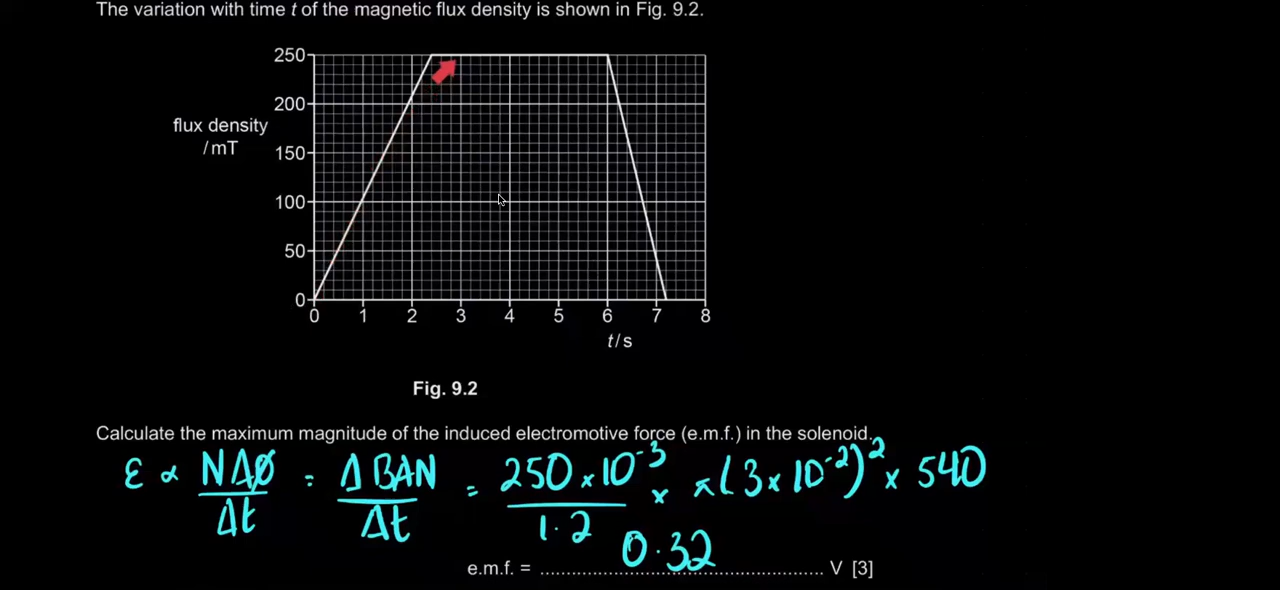 The variation with time t of the magnetic flux density is shown in Fig. 9.2.
250
200
flux density
/mT
150
100
50
0
0 1 2 3 4 5 6 7 8
t/s
Fig. 9.2
Calculate the maximum magnitude of the induced electromotive force (e.m.f.) in the solenoid.
ε ∝ NΔφ/Δt = ΔBAN/Δt = 250×10⁻³/1.2 × π(3×10⁻²)² × 540
0.32
e.m.f. = ........................................................ V [3]